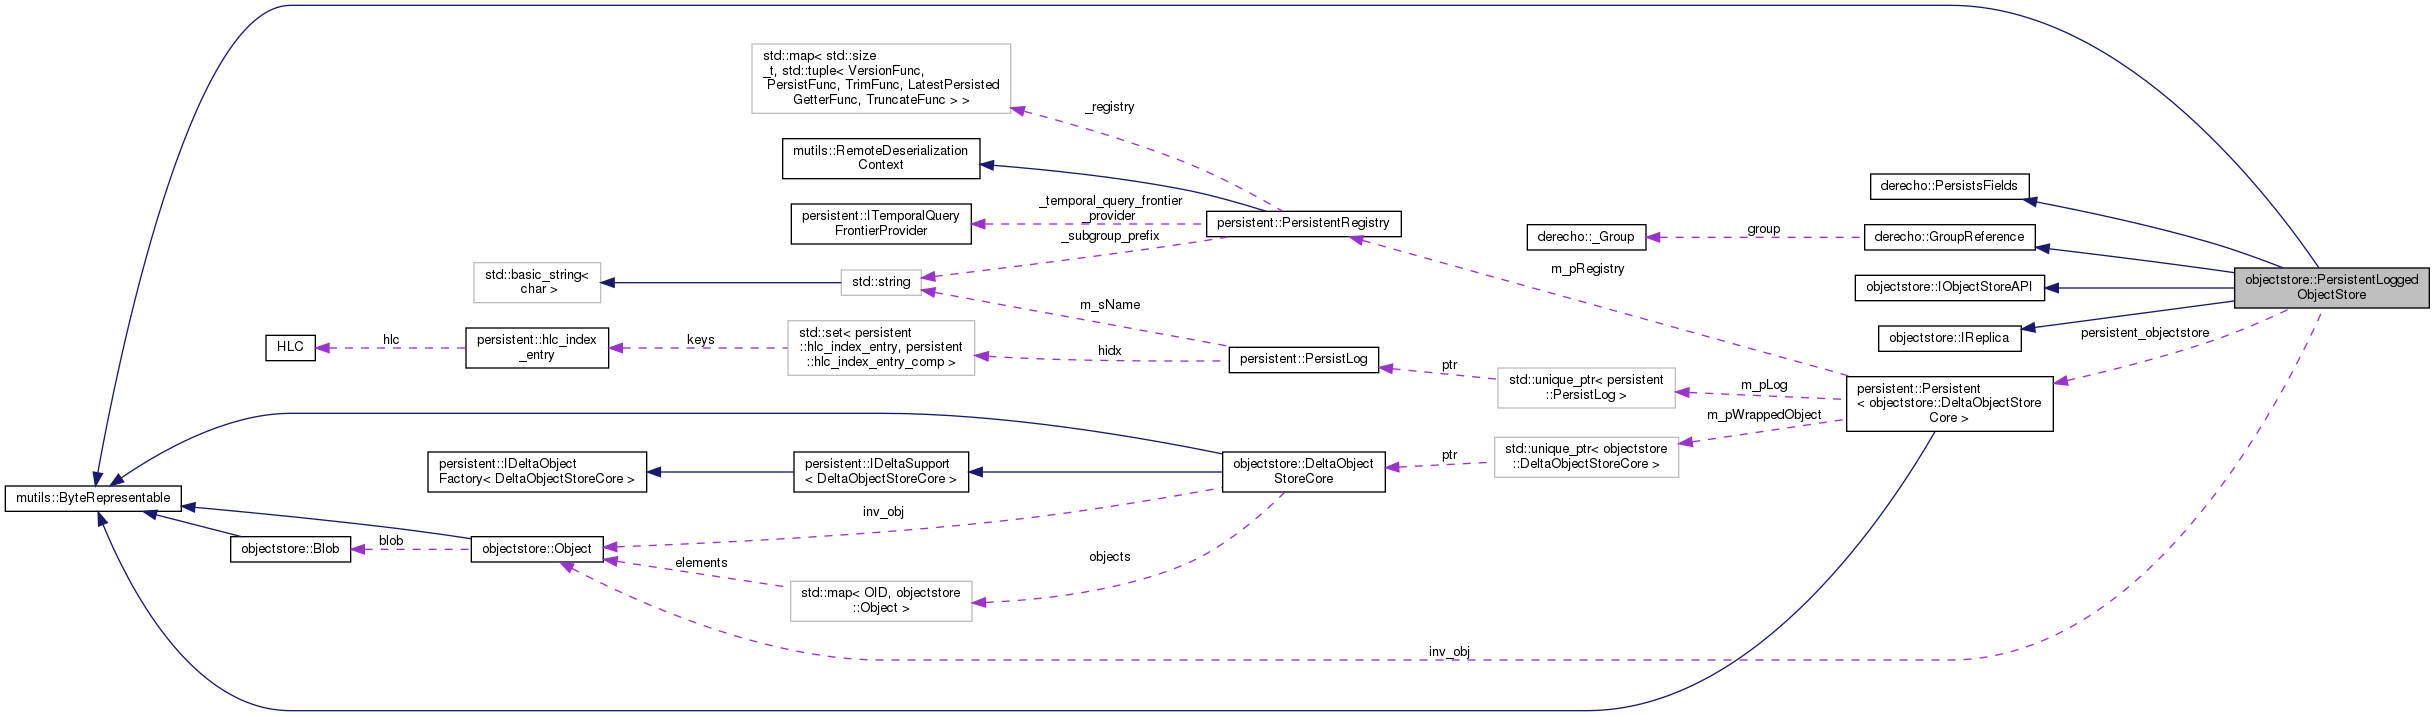 std::map< std::size
_t, std::tuple< VersionFunc,
PersistFunc, TrimFunc, LatestPersisted
GetterFunc, TruncateFunc > >
_registry
mutils::RemoteDeserialization
Context
persistent::ITemporalQuery
FrontierProvider
_temporal_query_frontier
_provider
_subgroup_prefix
persistent::PersistentRegistry
std::basic_string<
char >
std::string
m_sName
HLC
hlc
persistent::hlc_index
_entry
keys
std::set< persistent
::hlc_index_entry, persistent
::hlc_index_entry_comp >
hidx
persistent::PersistLog
ptr
std::unique_ptr< persistent
::PersistLog >
m_pRegistry
m_pLog
m_pWrappedObject
derecho::_Group
group
derecho::PersistsFields
derecho::GroupReference
objectstore::IObjectStoreAPI
objectstore::IReplica
objectstore::PersistentLogged
ObjectStore
persistent_objectstore
persistent::Persistent
< objectstore::DeltaObjectStore
Core >
std::unique_ptr< objectstore
::DeltaObjectStoreCore >
ptr
objectstore::DeltaObject
StoreCore
persistent::IDeltaSupport
< DeltaObjectStoreCore >
persistent::IDeltaObject
Factory< DeltaObjectStoreCore >
mutils::ByteRepresentable
objectstore::Blob
blob
objectstore::Object
inv_obj
elements
objects
std::map< OID, objectstore
::Object >
inv_obj